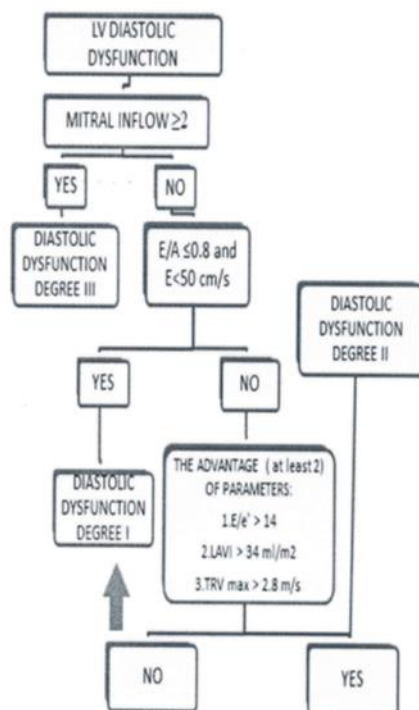 LV DIASTOLIC
DYSFUNCTION
MITRAL INFLOW ≥2
YES
NO
DIASTOLIC
DYSFUNCTION
DEGREE III
E/A ≤0.8 and
E<50 cm/s
DIASTOLIC
DYSFUNCTION
DEGREE II
YES
NO
DIASTOLIC
DYSFUNCTION
DEGREE I
THE ADVANTAGE ( at least 2)
OF PARAMETERS:
1.E/e' > 14
2.LAVI > 34 ml/m2
3.TRV max > 2.8 m/s
NO
YES